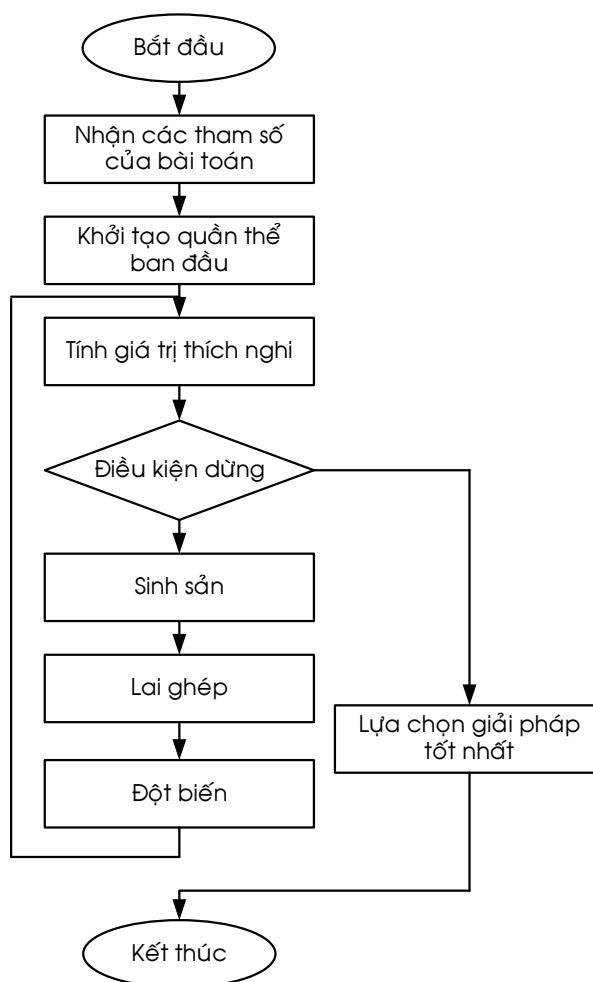 Bắt đầu
Nhận các tham số
của bài toán
Khởi tạo quần thể
ban đầu
Tính giá trị thích nghi
Điều kiện dừng
Sinh sản
Lai ghép
Đột biến
Lựa chọn giải pháp
tốt nhất
Kết thúc